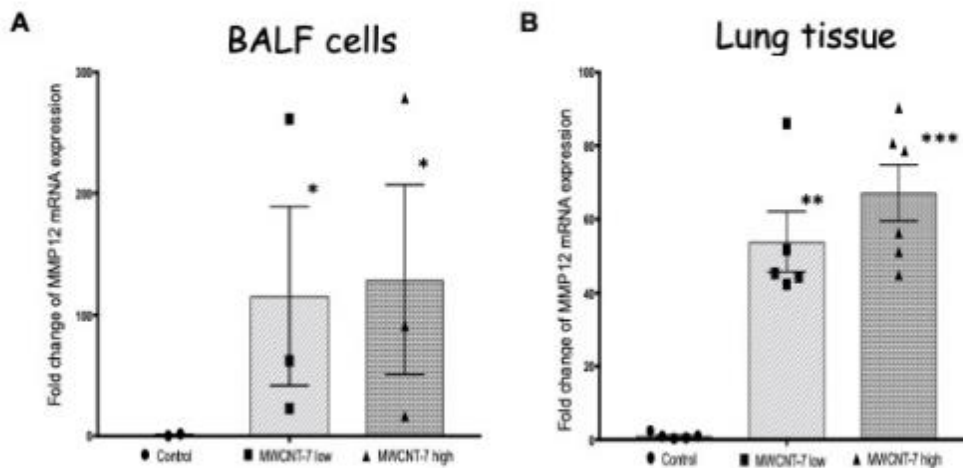 A
BALF cells
Fold change of MMP12 mRNA expression
300
200
100
0
*
*
Control
MWCNT-7 low
MWCNT-7 high
B
Lung tissue
Fold change of MMP12 mRNA expression
100
80
60
40
20
0
**
***
Control
MWCNT-7 low
MWCNT-7 high